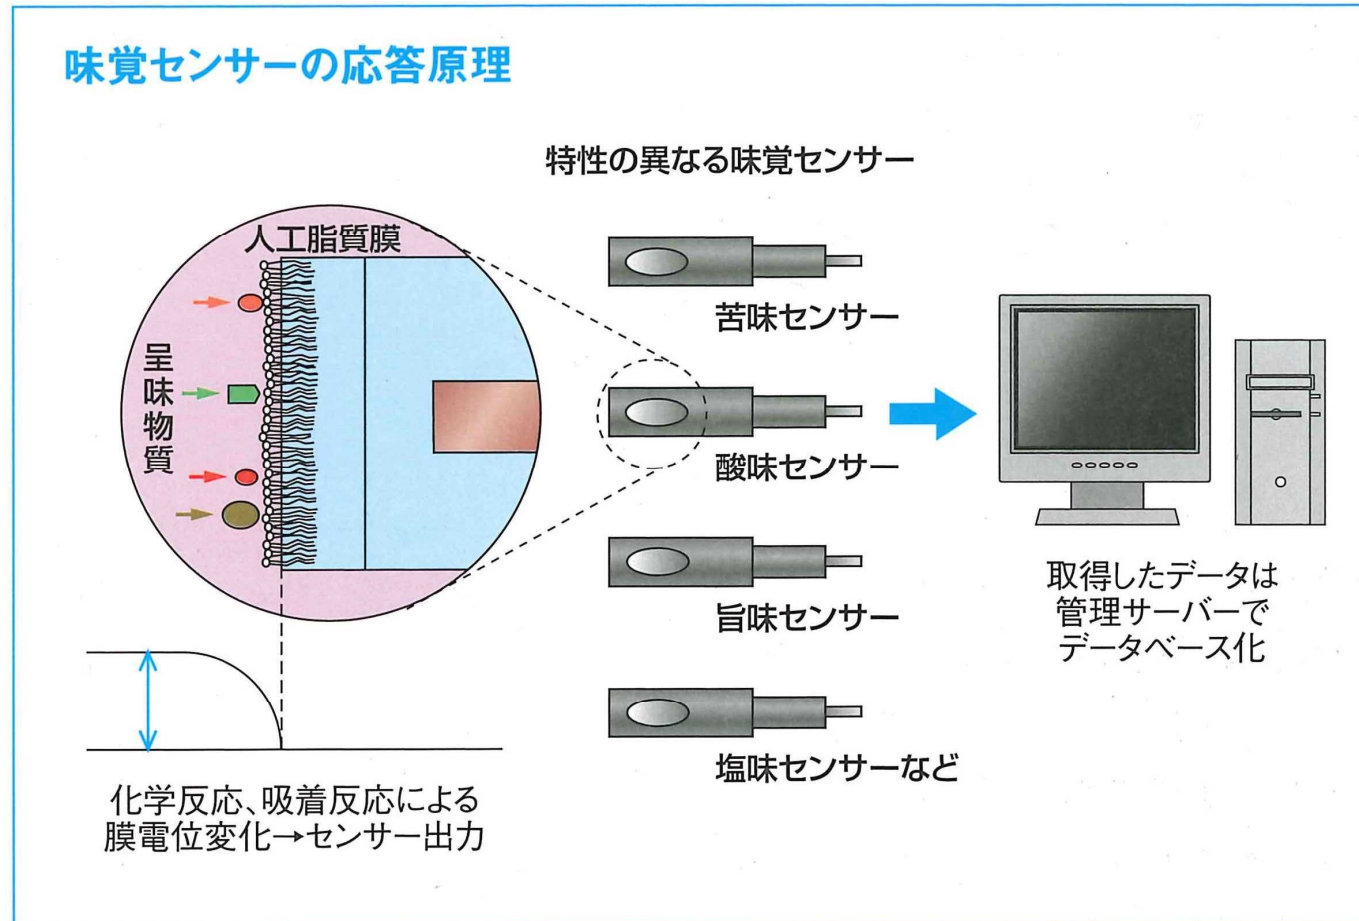 味覚センサーの応答原理
特性の異なる味覚センサー
人工脂質膜
呈味物質
苦味センサー
酸味センサー
旨味センサー
塩味センサーなど
取得したデータは
管理サーバーで
データベース化
化学反応、吸着反応による
膜電位変化→センサー出力